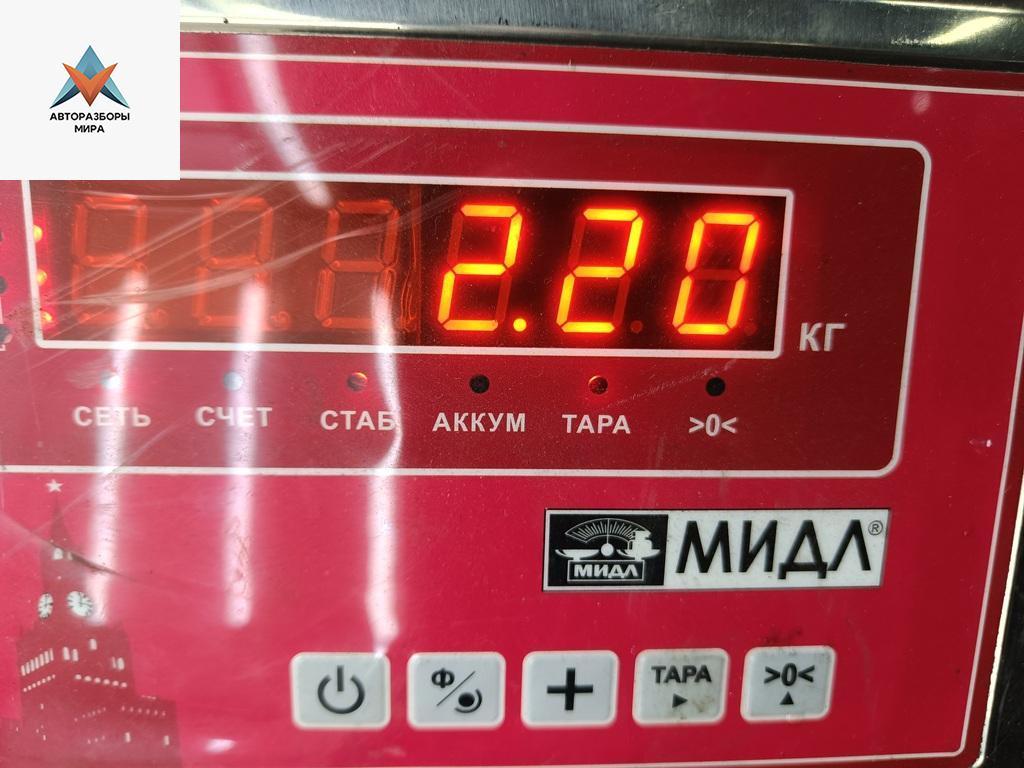 АВТОРАЗБОРЫ
МИРА
2.20
КГ
СЕТЬ СЧЕТ СТАБ АККУМ ТАРА >0<
МИДЛ МИДЛ®
Ф ТАРА >0<